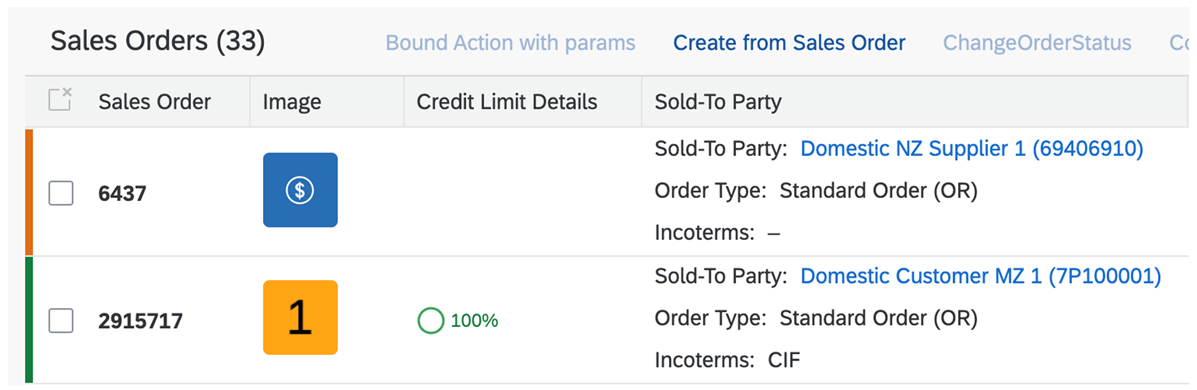 Sales Orders (33) Bound Action with params Create from Sales Order ChangeOrderStatus
Sales Order Image Credit Limit Details Sold-To Party
Sold-To Party: Domestic NZ Supplier 1 (69406910)
6437 $ Order Type: Standard Order (OR)
Incoterms: –
Sold-To Party: Domestic Customer MZ 1 (7P100001)
2915717 1 100% Order Type: Standard Order (OR)
Incoterms: CIF